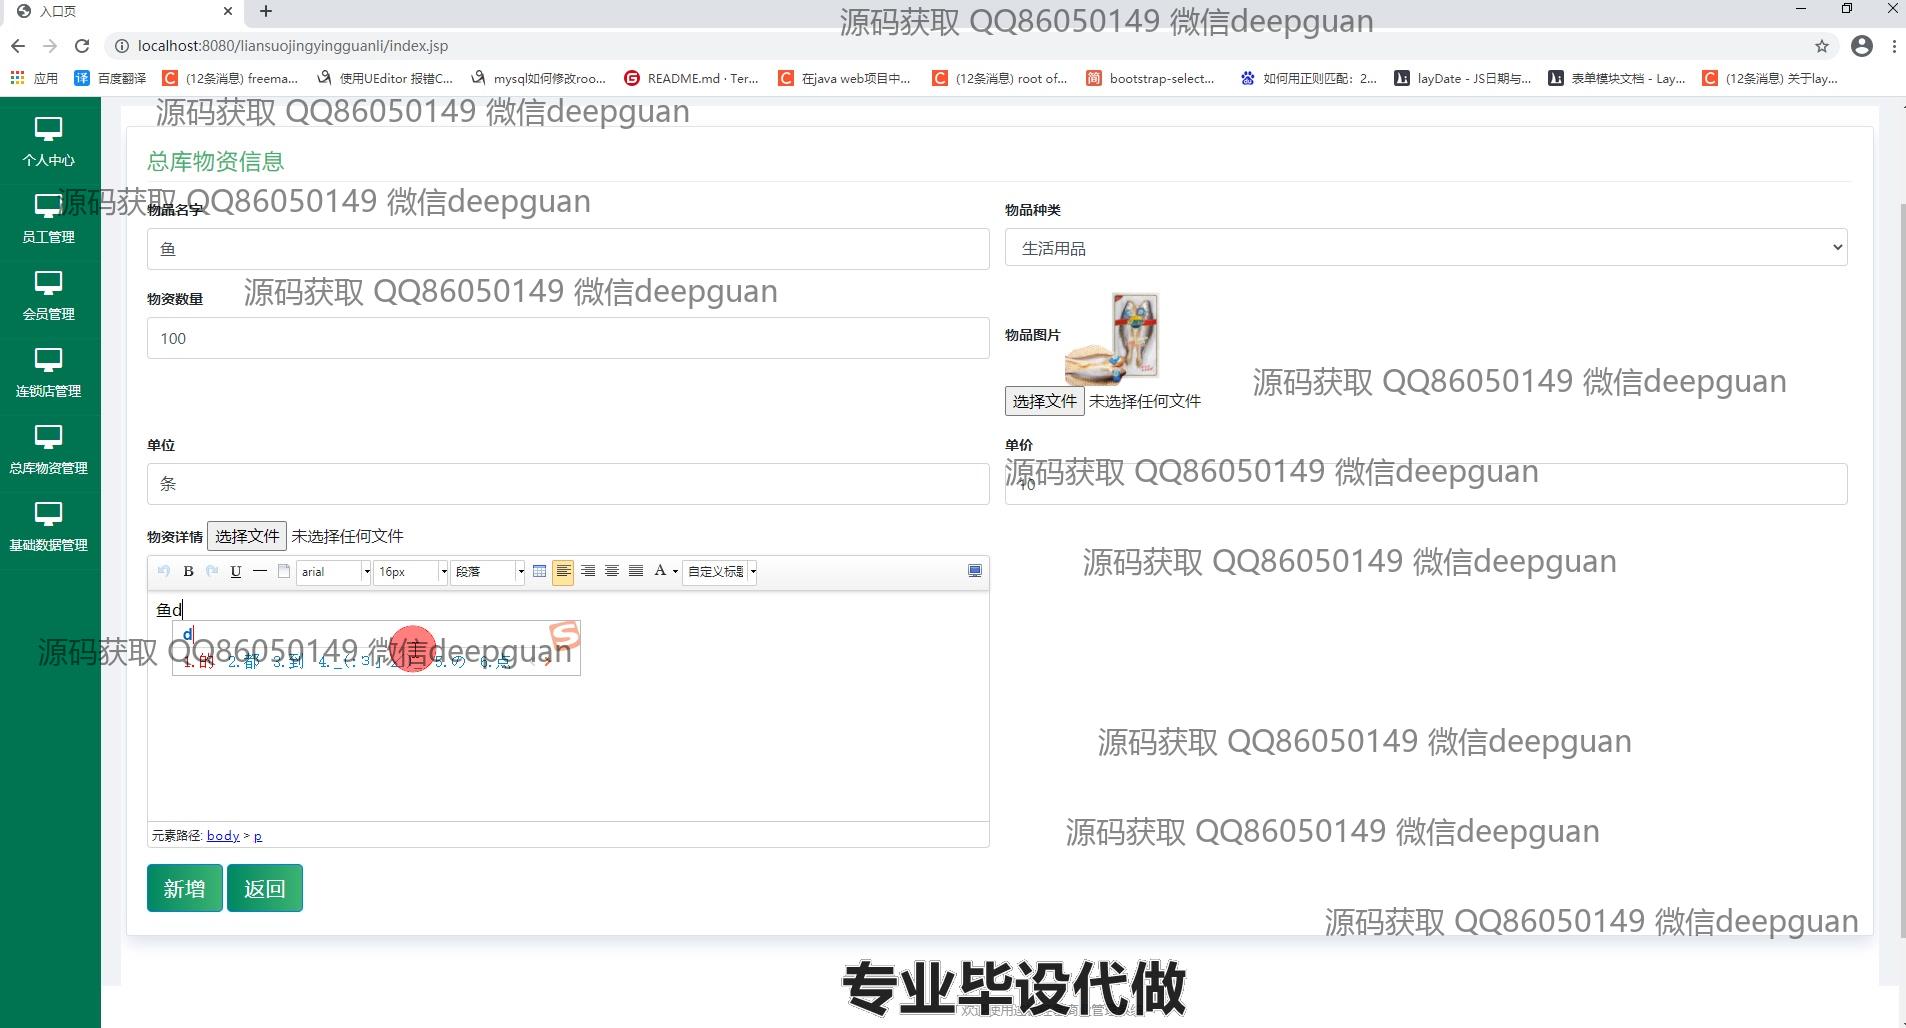 入口页
源码获取 QQ86050149 微信deepguan
localhost:8080/liansuojingyingguanli/index.jsp
应用 百度翻译 (12条消息) freema... 使用UEditor 报错C... mysql如何修改roo... README.md · Ter... 在java web项目中... (12条消息) root of... bootstrap-select... 如何用正则匹配：2... layDate - JS日期与... 表单模块文档 - Lay... (12条消息) 关于lay...
源码获取 QQ86050149 微信deepguan
个人中心
总库物资信息
源码获取 QQ86050149 微信deepguan
物品名字 物品种类
员工管理
鱼 生活用品
源码获取 QQ86050149 微信deepguan
物资数量
会员管理
100 物品图片
源码获取 QQ86050149 微信deepguan
连锁店管理
选择文件 未选择任何文件
单位 单价
总库物资管理
源码获取 QQ86050149 微信deepguan
条 10
物资详情 选择文件 未选择任何文件
基础数据管理
源码获取 QQ86050149 微信deepguan
B U arial 16px 段落 A 自定义标题
鱼d
d
源码获取 QQ86050149 微信deepguan
1.的 2.都 3.到 5.の 6.点
源码获取 QQ86050149 微信deepguan
源码获取 QQ86050149 微信deepguan
元素路径: body > p
新增 返回
源码获取 QQ86050149 微信deepguan
专业毕设代做